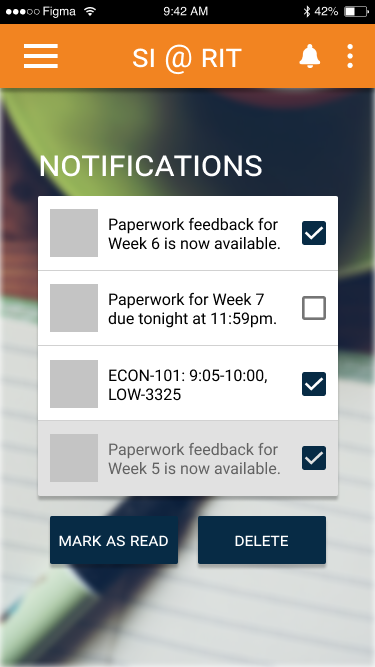 Figma 9:42 AM 42%
SI @ RIT
NOTIFICATIONS
Paperwork feedback for
Week 6 is now available.
Paperwork for Week 7
due tonight at 11:59pm.
ECON-101: 9:05-10:00,
LOW-3325
Paperwork feedback for
Week 5 is now available.
MARK AS READ DELETE